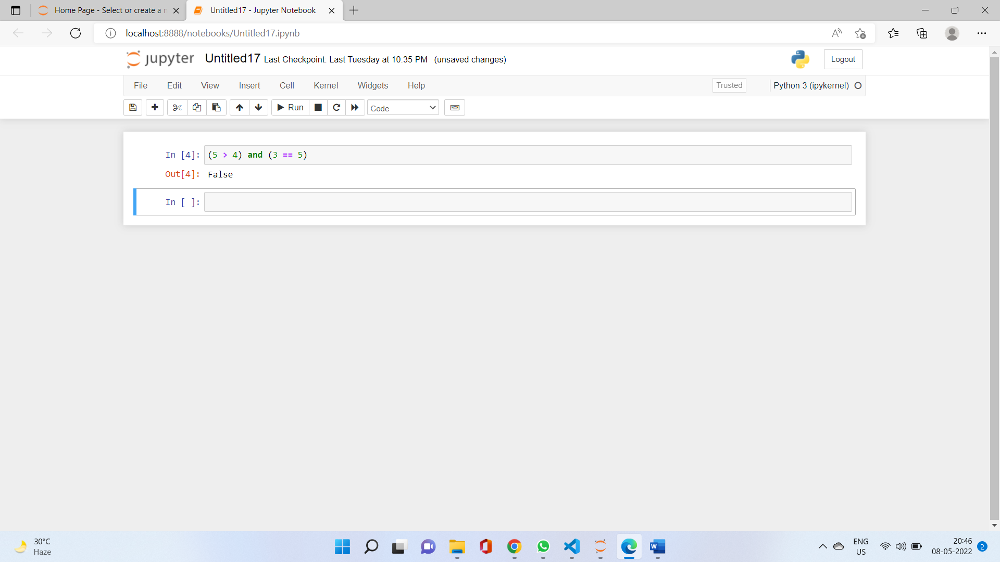 Home Page - Select or create a n
Untitled17 - Jupyter Notebook
localhost:8888/notebooks/Untitled17.ipynb
jupyter Untitled17 Last Checkpoint: Last Tuesday at 10:35 PM (unsaved changes)
Logout
File Edit View Insert Cell Kernel Widgets Help
Trusted
Python 3 (ipykernel)
Run
Code
In [4]: (5 > 4) and (3 == 5)
Out[4]: False
In [ ]:
30°C
Haze
ENG
US
20:46
08-05-2022
2